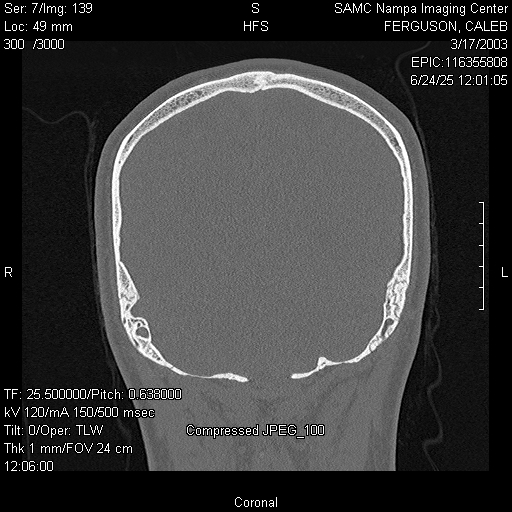 Ser: 7/Img: 139
Loc: 49 mm
300 /3000
S
HFS
SAMC Nampa Imaging Center
FERGUSON, CALEB
3/17/2003
EPIC:116355808
6/24/25 12:01:05
R
L
TF: 25.500000/Pitch: 0.638000
kV 120/mA 150/500 msec
Tilt: 0/Oper: TLW
Thk 1 mm/FOV 24 cm
12:06:00
Compressed JPEG_100
Coronal